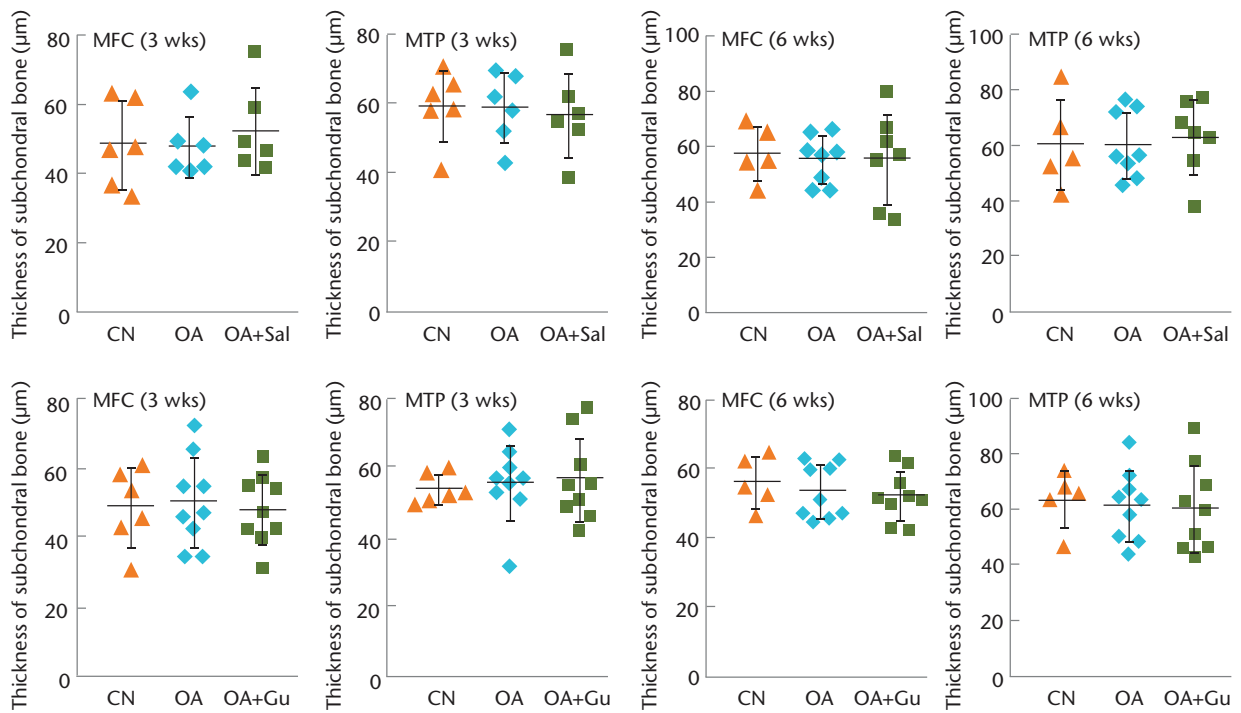 Thickness of subchondral bone (µm)
MFC (3 wks)
80
60
40
20
0
CN OA OA+Sal
Thickness of subchondral bone (µm)
MTP (3 wks)
80
60
40
20
0
CN OA OA+Sal
Thickness of subchondral bone (µm)
MFC (6 wks)
100
80
60
40
20
0
CN OA OA+Sal
Thickness of subchondral bone (µm)
MTP (6 wks)
100
80
60
40
20
0
CN OA OA+Sal
Thickness of subchondral bone (µm)
MFC (3 wks)
80
60
40
20
0
CN OA OA+Gu
Thickness of subchondral bone (µm)
MTP (3 wks)
80
60
40
20
0
CN OA OA+Gu
Thickness of subchondral bone (µm)
MFC (6 wks)
80
60
40
20
0
CN OA OA+Gu
Thickness of subchondral bone (µm)
MTP (6 wks)
100
80
60
40
20
0
CN OA OA+Gu